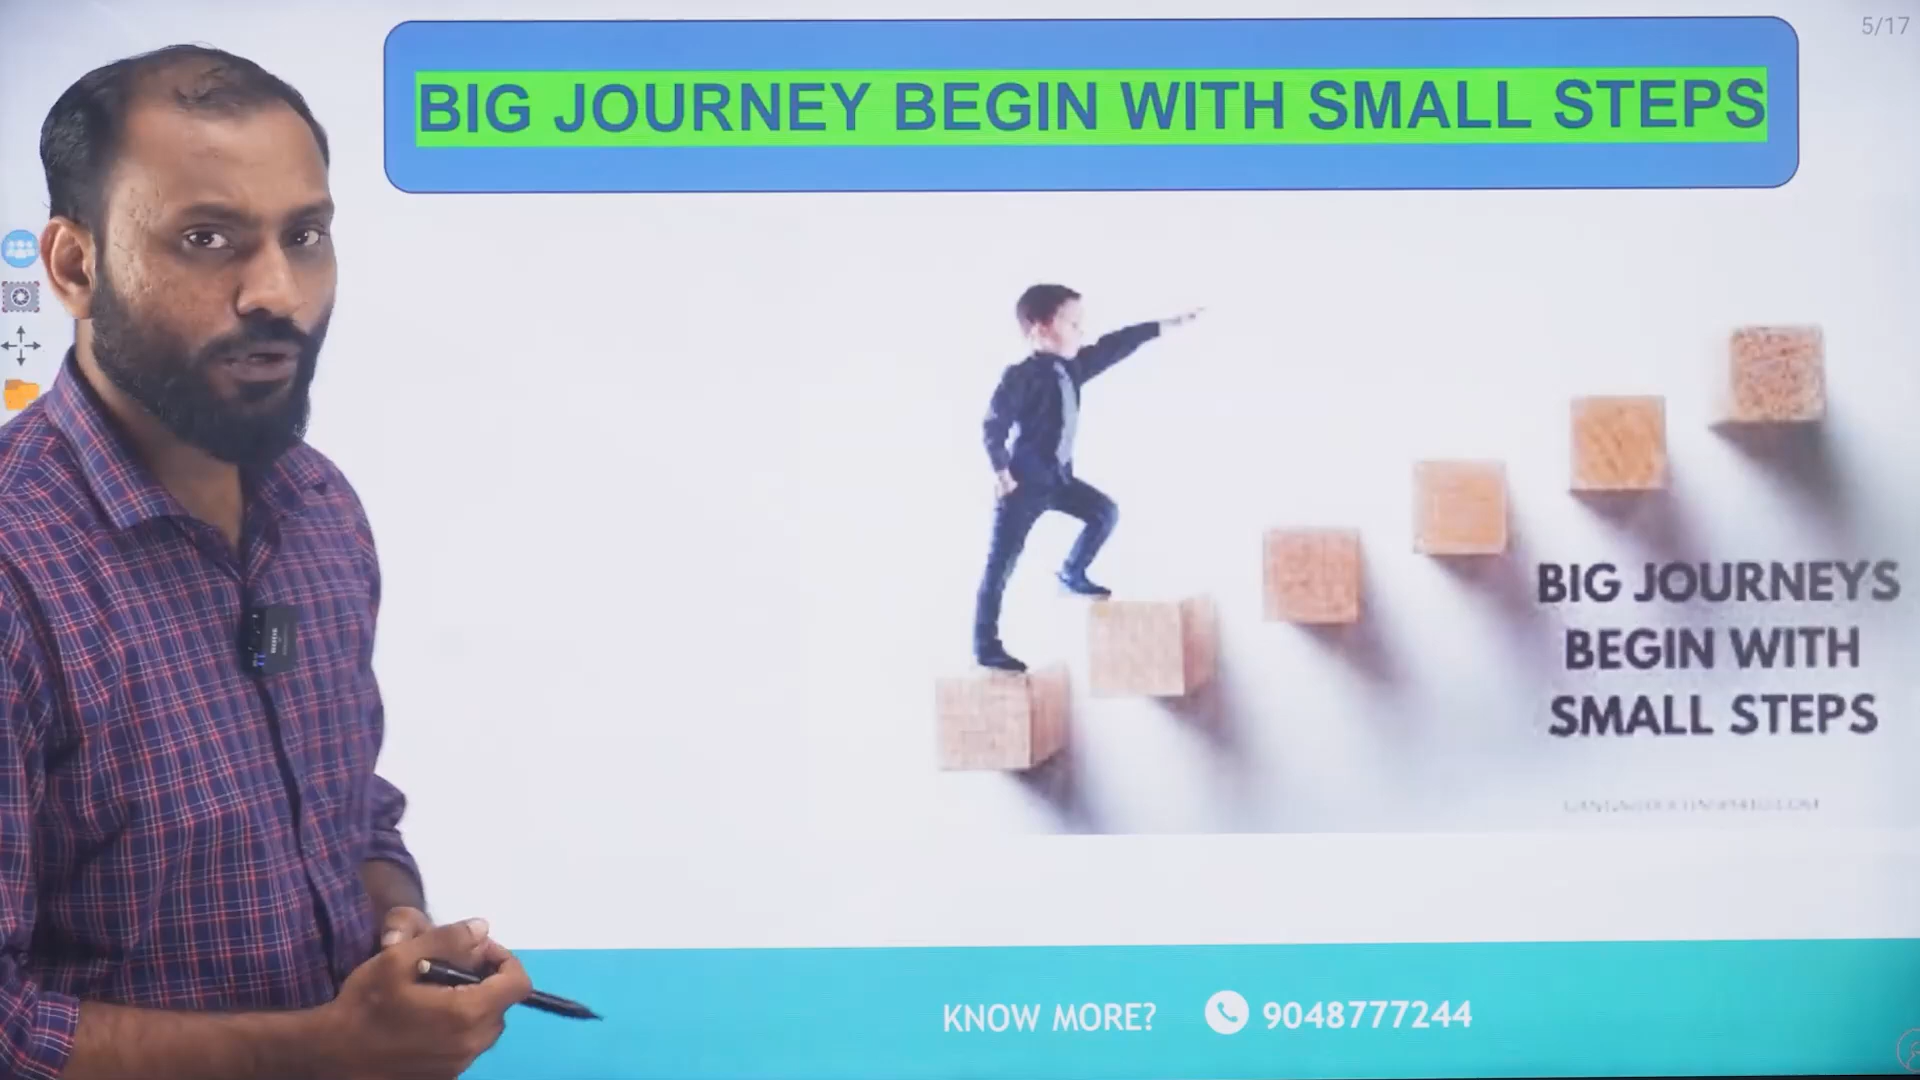 5/17
BIG JOURNEY BEGIN WITH SMALL STEPS
BIG JOURNEYS
BEGIN WITH
SMALL STEPS
KNOW MORE? 9048777244